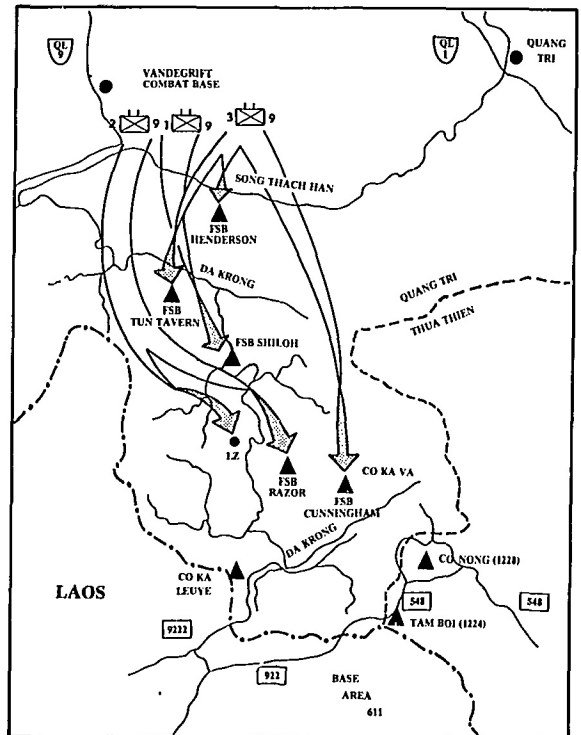 QL
9
QL
1
QUANG
TRI
VANDEGRIFT
COMBAT BASE
2 9
1 9
3 9
SONG THACH HAN
FSB
HENDERSON
DA KRONG
QUANG TRI
THUA THIEN
FSB
TUN TAVERN
FSB SHILOH
LZ
FSB
RAZOR
CO KA VA
FSB
CUNNINGHAM
DA KRONG
CO KA
LEUYE
CO NONG (1228)
LAOS
548
548
TAM BOI (1224)
9222
922
BASE
AREA
611